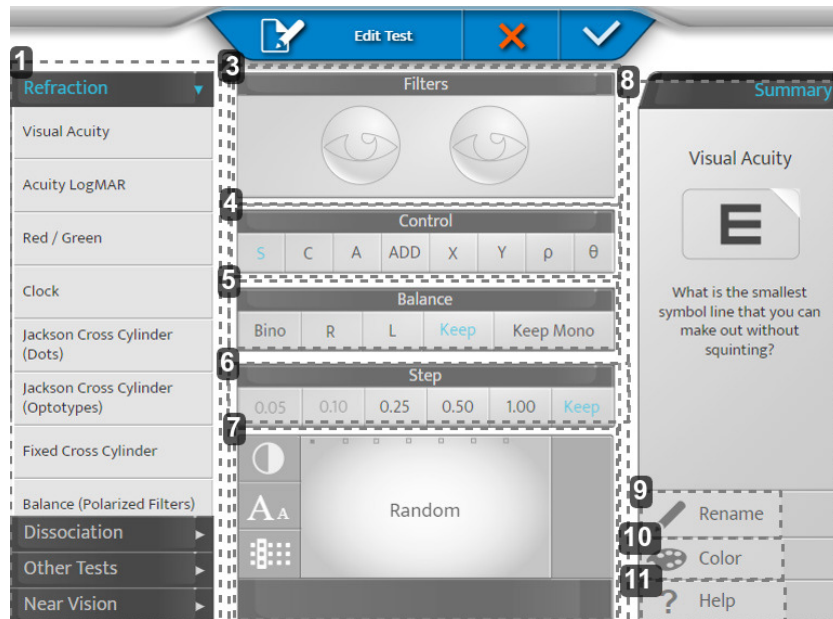 Edit Test
1
Refraction
Visual Acuity
Acuity LogMAR
Red / Green
Clock
Jackson Cross Cylinder
(Dots)
Jackson Cross Cylinder
(Optotypes)
Fixed Cross Cylinder
Balance (Polarized Filters)
Dissociation
Other Tests
Near Vision
3
Filters
4
Control
S C A ADD X Y ρ θ
5
Balance
Bino R L Keep Keep Mono
6
Step
0.05 0.10 0.25 0.50 1.00 Keep
7
A A
Random
8
Summary
Visual Acuity
E
What is the smallest
symbol line that you can
make out without
squinting?
9
Rename
10
Color
11
? Help